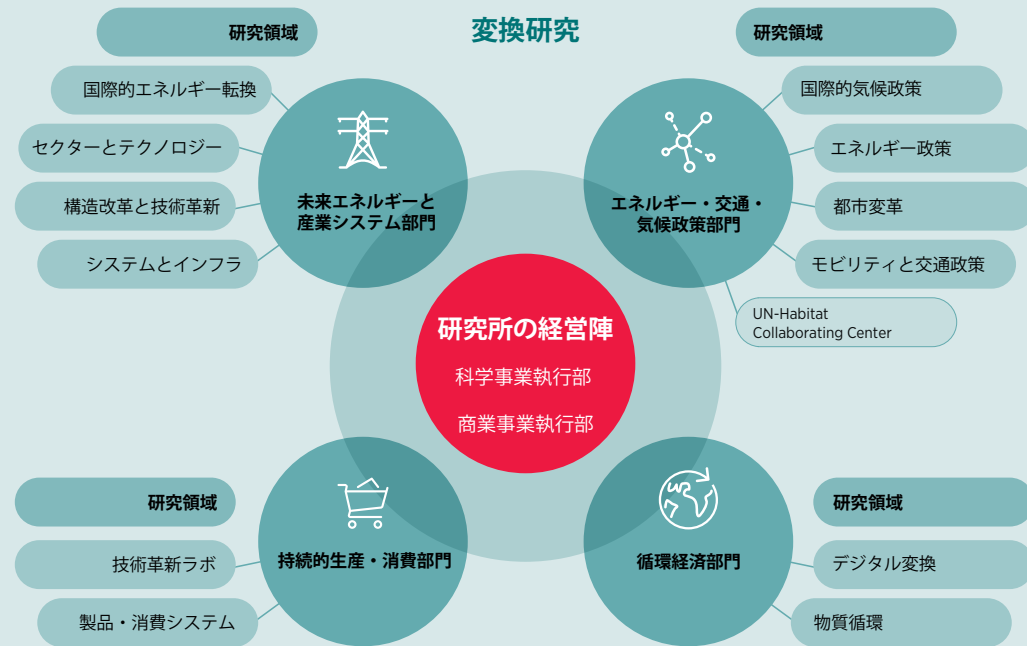 変換研究
研究領域
国際的エネルギー転換
セクターとテクノロジー
構造改革と技術革新
システムとインフラ
未来エネルギーと
産業システム部門
研究領域
国際的気候政策
エネルギー政策
都市変革
モビリティと交通政策
UN-Habitat
Collaborating Center
エネルギー・交通・
気候政策部門
研究所の経営陣
科学事業執行部
商業事業執行部
研究領域
技術革新ラボ
製品・消費システム
持続的生産・消費部門
循環経済部門
研究領域
デジタル変換
物質循環